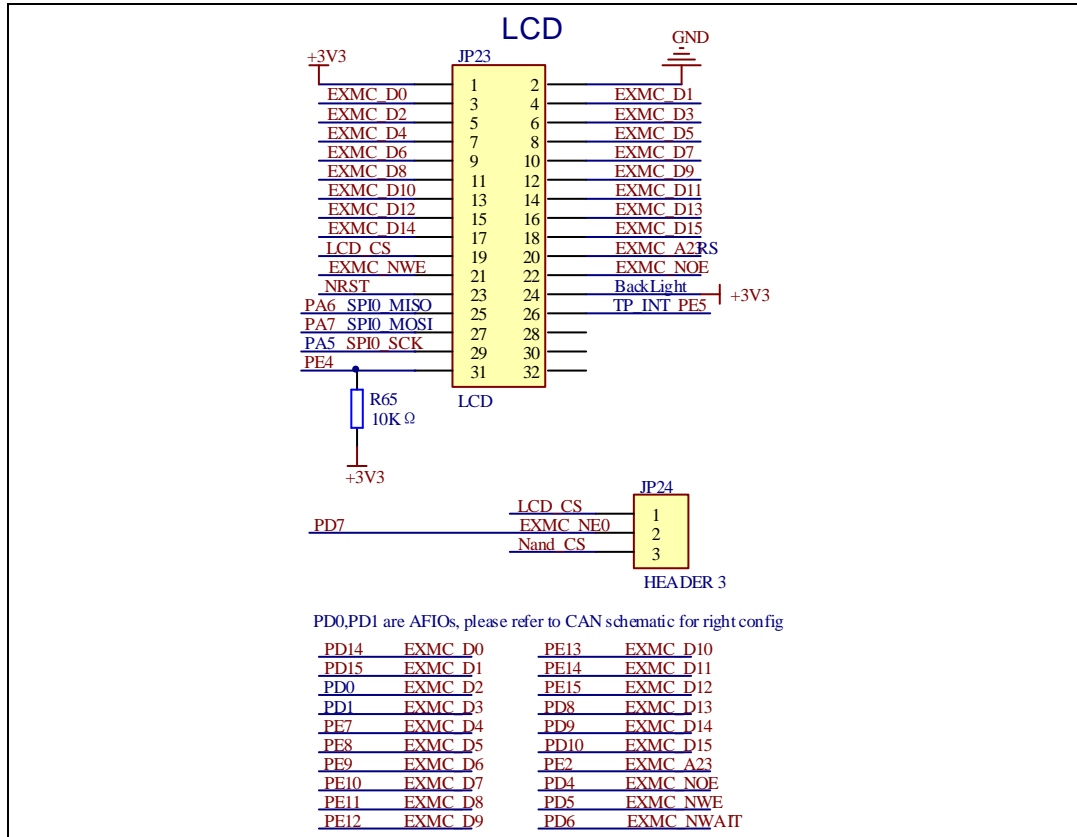 LCD
GND
+3V3 JP23
1 2
EXMC_D0 3 4 EXMC_D1
EXMC_D2 5 6 EXMC_D3
EXMC_D4 7 8 EXMC_D5
EXMC_D6 9 10 EXMC_D7
EXMC_D8 11 12 EXMC_D9
EXMC_D10 13 14 EXMC_D11
EXMC_D12 15 16 EXMC_D13
EXMC_D14 17 18 EXMC_D15
LCD_CS 19 20 EXMC_A23 RS
EXMC_NWE 21 22 EXMC_NOE
NRST 23 24 BackLight +3V3
PA6 SPI0_MISO 25 26 TP_INT PE5
PA7 SPI0_MOSI 27 28
PA5 SPI0_SCK 29 30
PE4 31 32
R65 LCD
10KΩ
+3V3
JP24
LCD_CS 1
PD7 EXMC_NE0 2
Nand_CS 3
HEADER 3
PD0,PD1 are AFIOs, please refer to CAN schematic for right config
PD14 EXMC_D0 PE13 EXMC_D10
PD15 EXMC_D1 PE14 EXMC_D11
PD0 EXMC_D2 PE15 EXMC_D12
PD1 EXMC_D3 PD8 EXMC_D13
PE7 EXMC_D4 PD9 EXMC_D14
PE8 EXMC_D5 PD10 EXMC_D15
PE9 EXMC_D6 PE2 EXMC_A23
PE10 EXMC_D7 PD4 EXMC_NOE
PE11 EXMC_D8 PD5 EXMC_NWE
PE12 EXMC_D9 PD6 EXMC_NWAIT